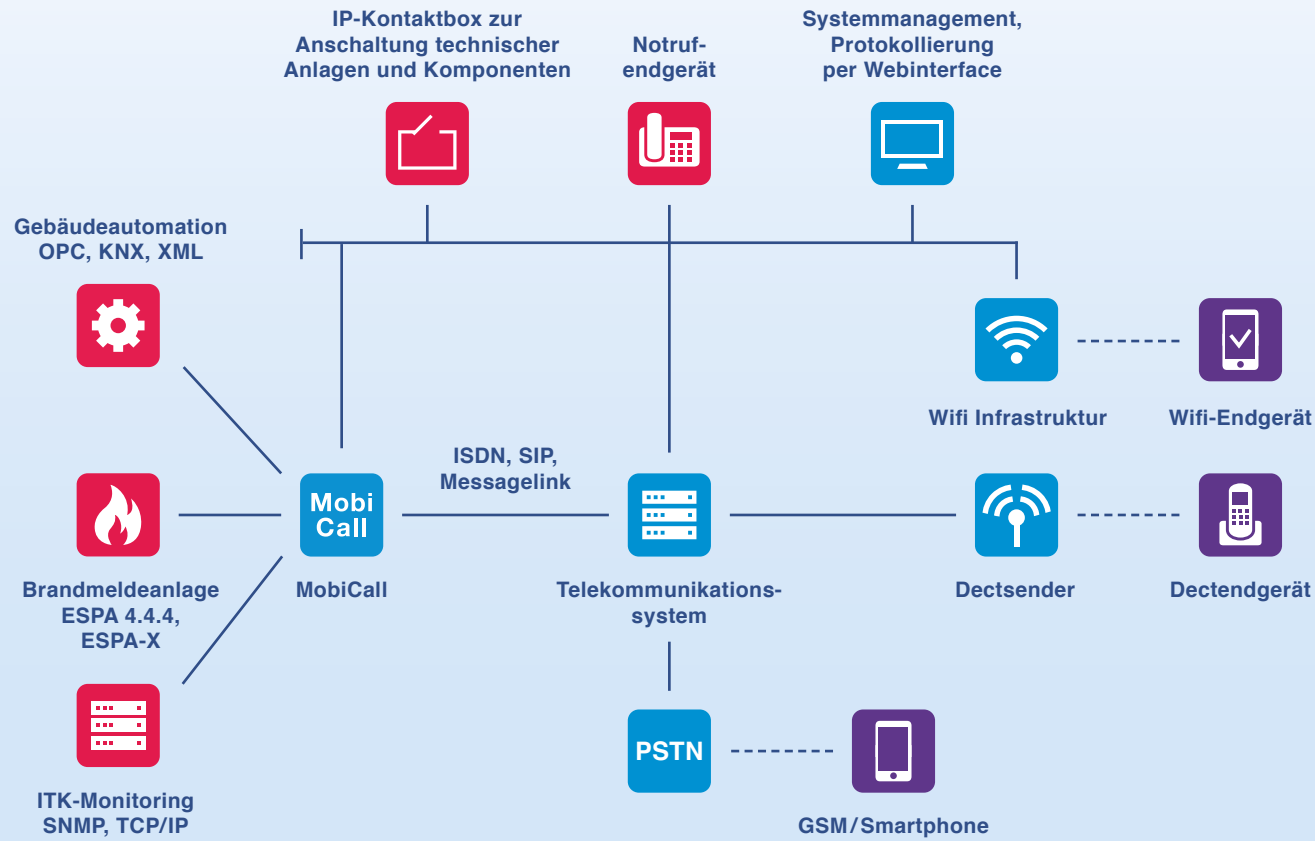 IP-Kontaktbox zur
Anschaltung technischer
Anlagen und Komponenten
Notruf-
endgerät
Systemmanagement,
Protokollierung
per Webinterface
Gebäudeautomation
OPC, KNX, XML
Wifi Infrastruktur
Wifi-Endgerät
ISDN, SIP,
Messagelink
Mobi
Call
Brandmeldeanlage
ESPA 4.4.4,
ESPA-X
MobiCall
Telekommunikations-
system
Dectsender
Dectendgerät
PSTN
ITK-Monitoring
SNMP, TCP/IP
GSM/Smartphone